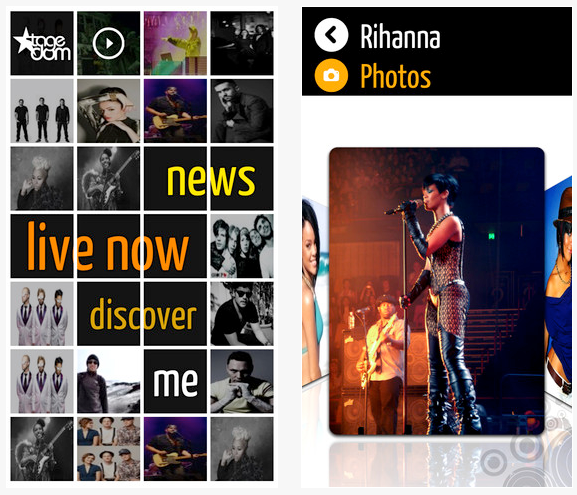 stage
dom
news
live now
discover
me
Rihanna
Photos